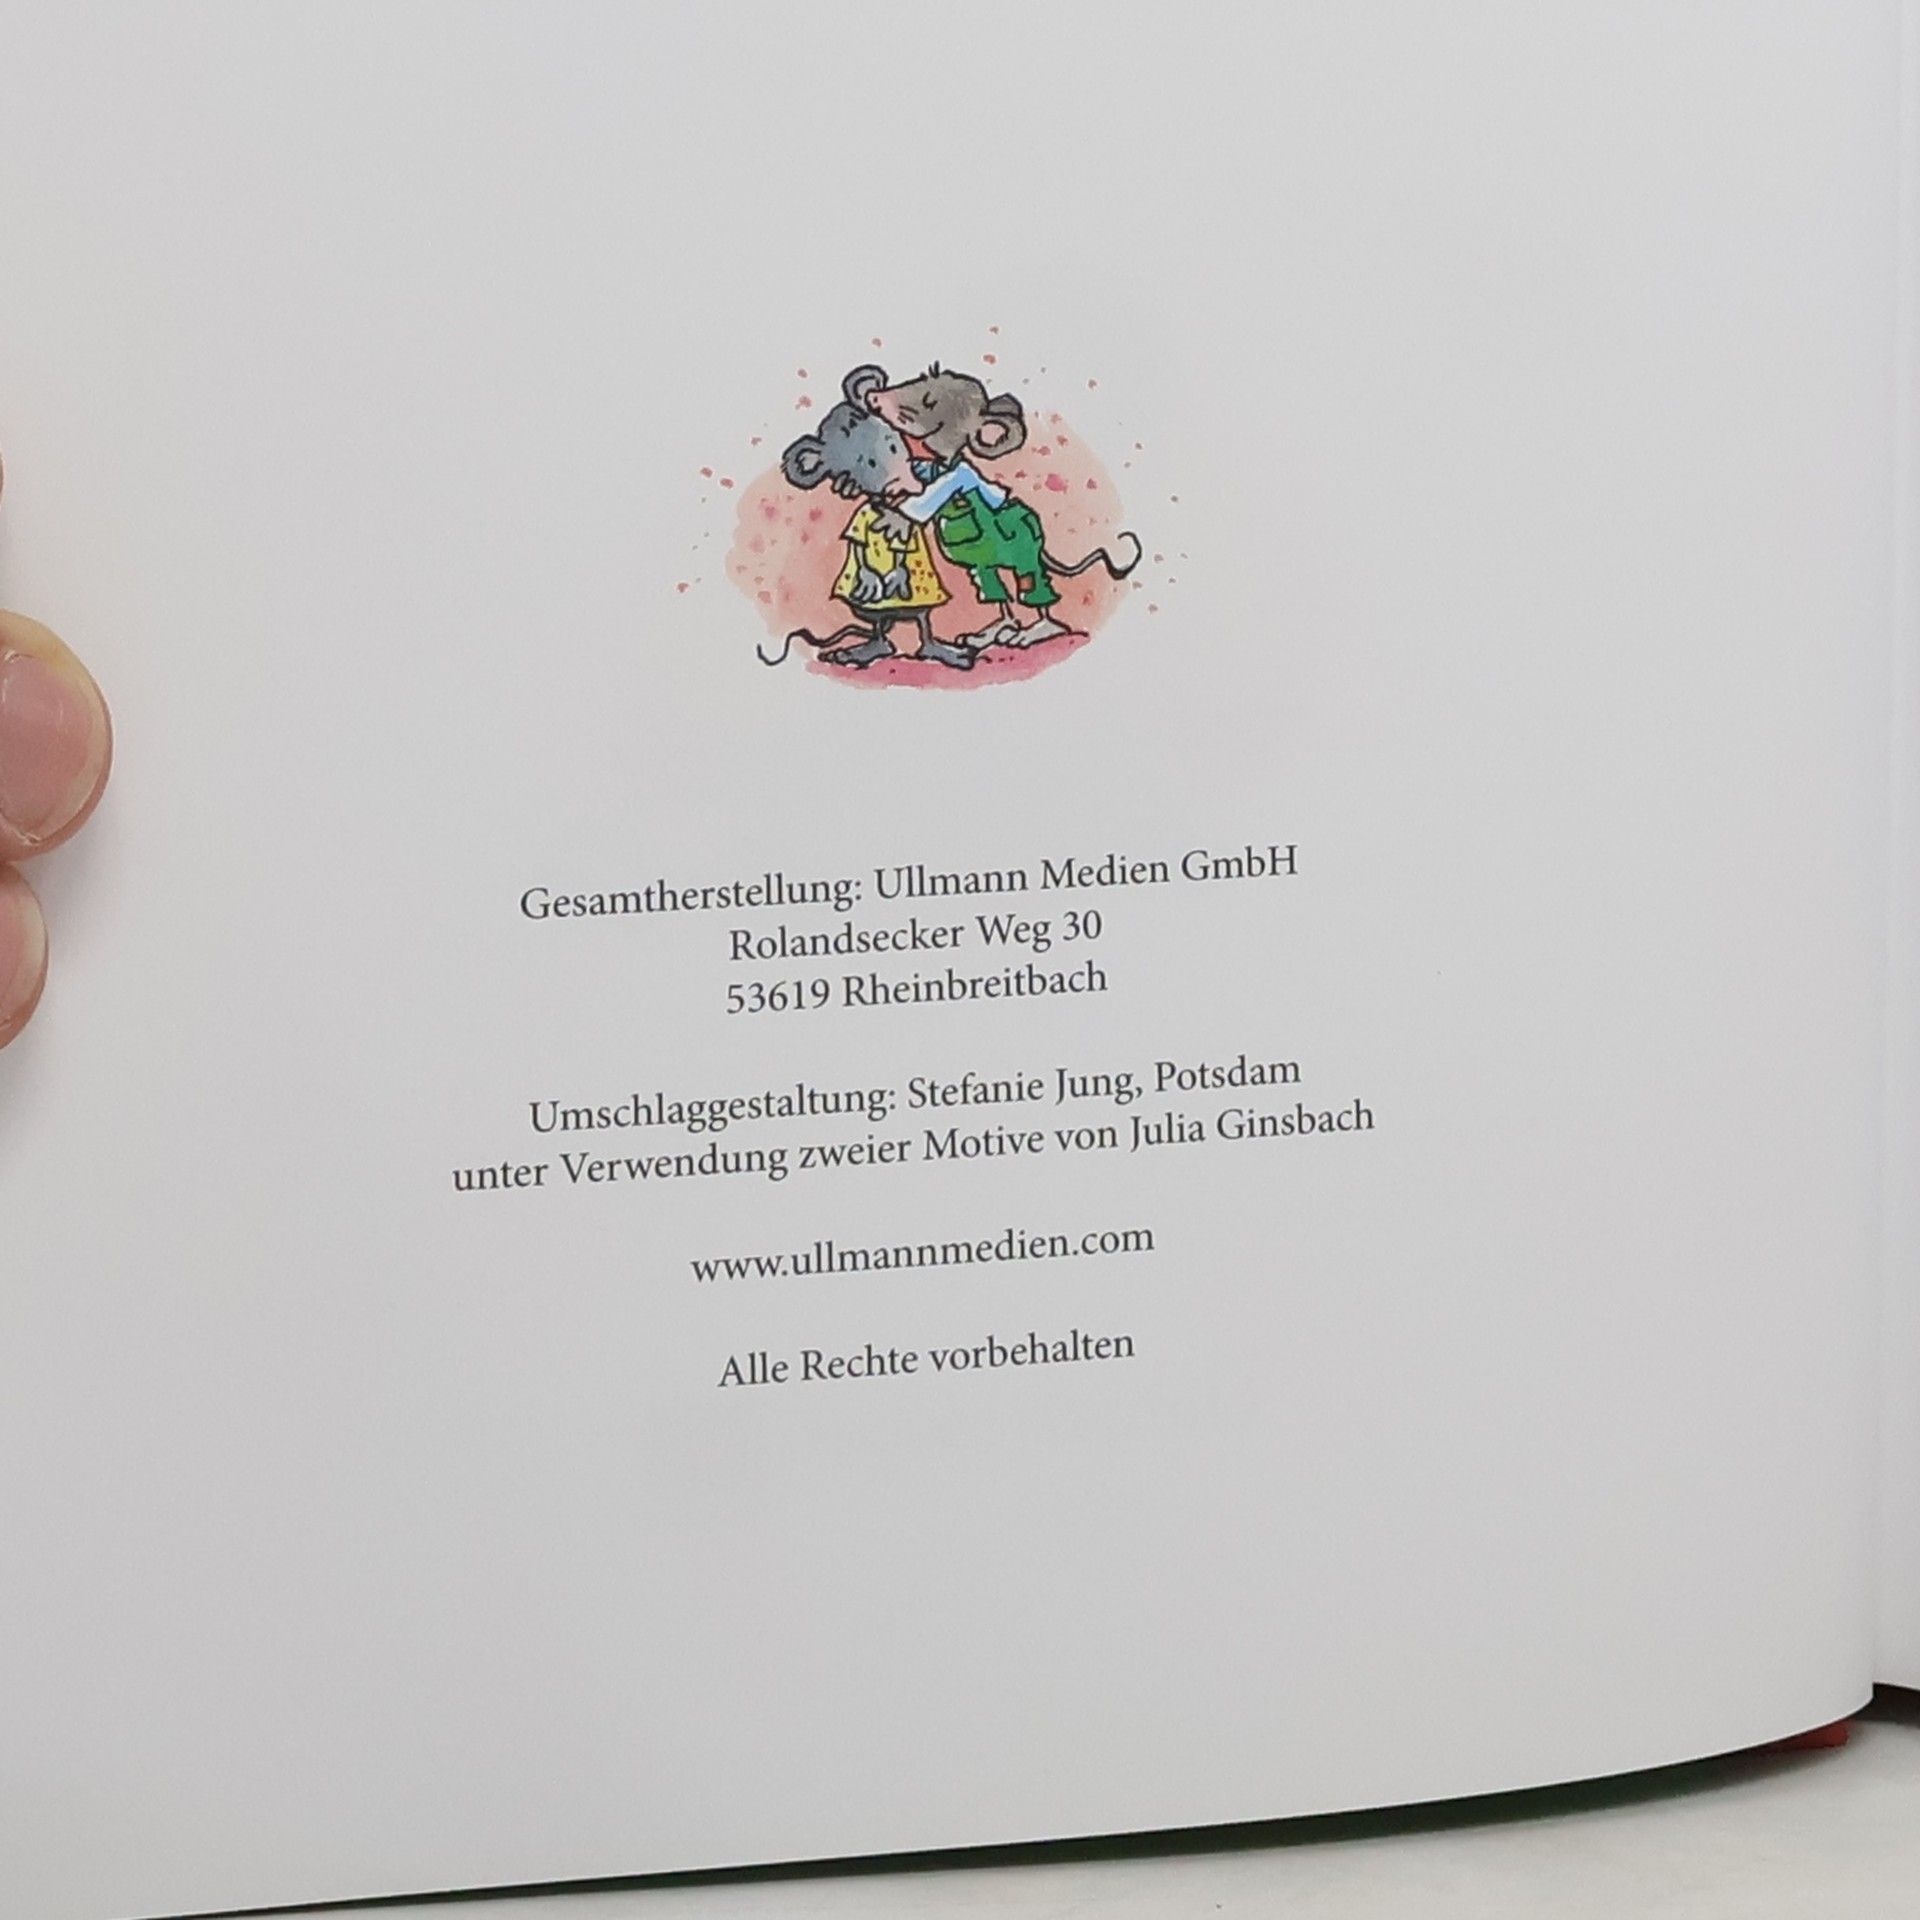 Gesamtherstellung: Ullmann Medien GmbH
Rolandsecker Weg 30
53619 Rheinbreitbach
Umschlaggestaltung: Stefanie Jung, Potsdam
unter Verwendung zweier Motive von Julia Ginsbach
www.ullmannmedien.com
Alle Rechte vorbehalten